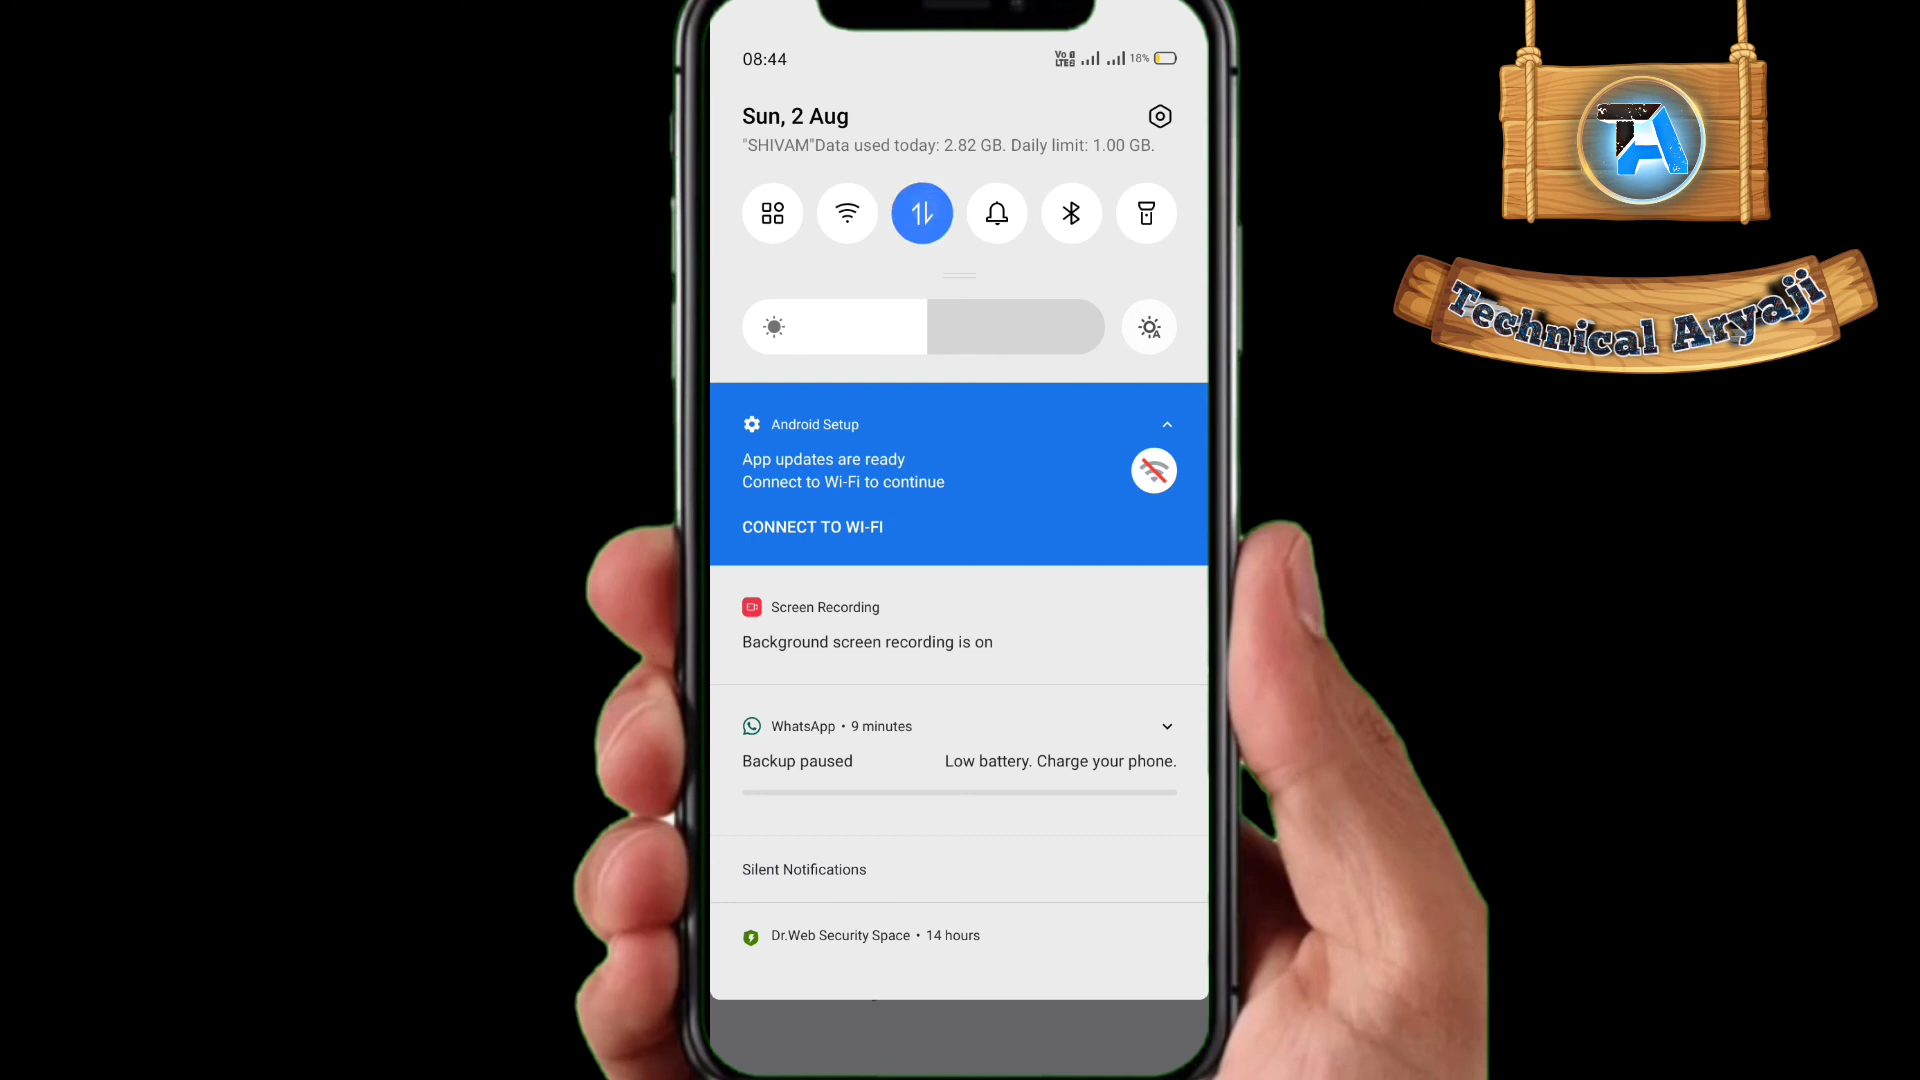 08:44
Vo LTE 18%
Sun, 2 Aug
"SHIVAM"Data used today: 2.82 GB. Daily limit: 1.00 GB.
Android Setup
App updates are ready
Connect to Wi-Fi to continue
CONNECT TO WI-FI
Screen Recording
Background screen recording is on
WhatsApp • 9 minutes
Backup paused Low battery. Charge your phone.
Silent Notifications
Dr.Web Security Space • 14 hours
TA
Technical Aryaji